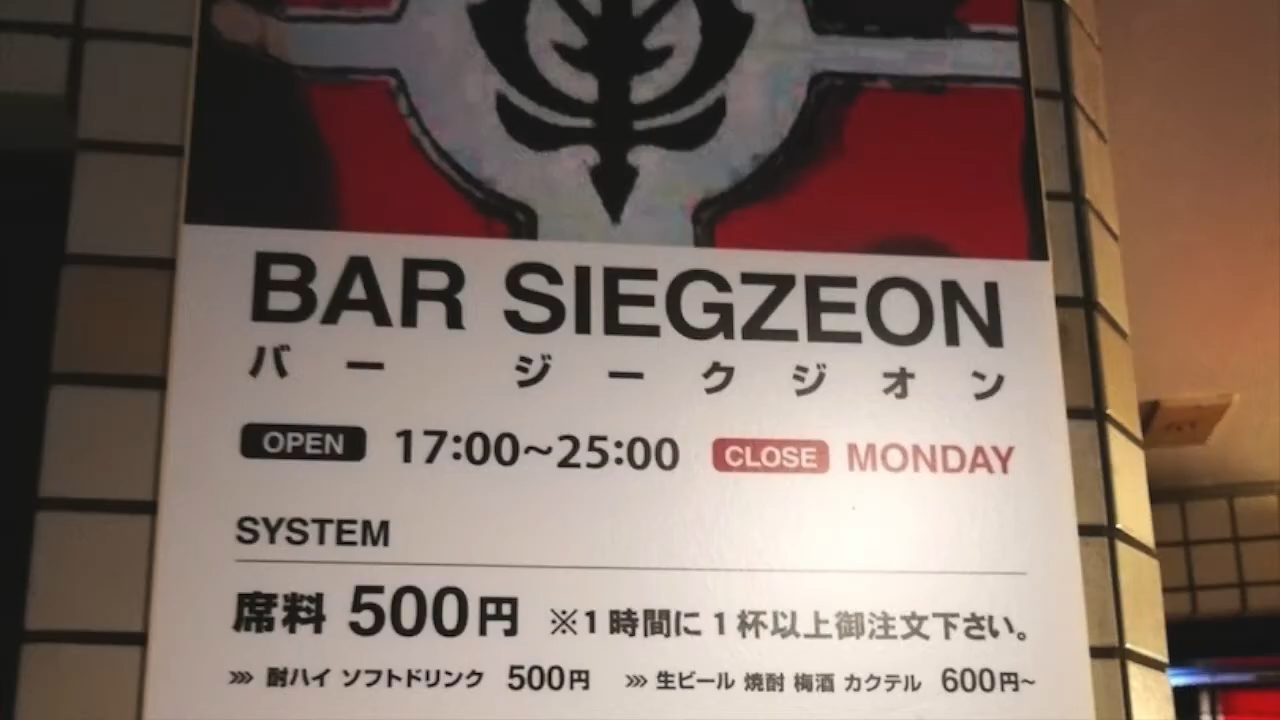 BAR SIEGZEON
バー ジークジオン
OPEN 17:00~25:00 CLOSE MONDAY
SYSTEM
席料 500円 ※1時間に1杯以上御注文下さい。
»» 酎ハイ ソフトドリンク 500円 »» 生ビール 焼酎 梅酒 カクテル 600円~